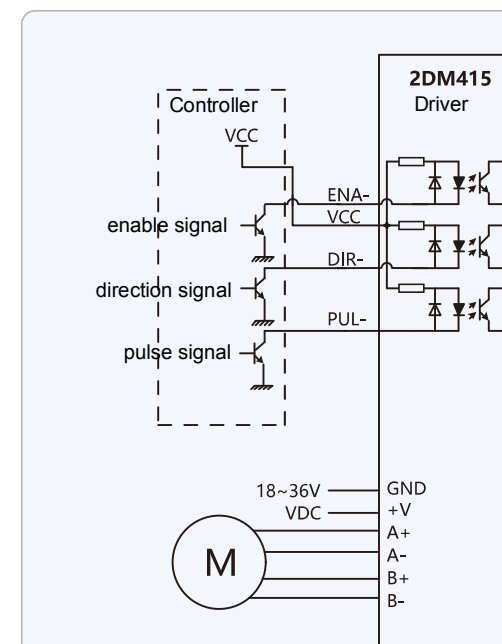 2DM415
Driver
Controller
VCC
ENA-
VCC
enable signal
DIR-
direction signal
PUL-
pulse signal
18~36V
VDC
GND
+V
A+
A-
B+
B-
M